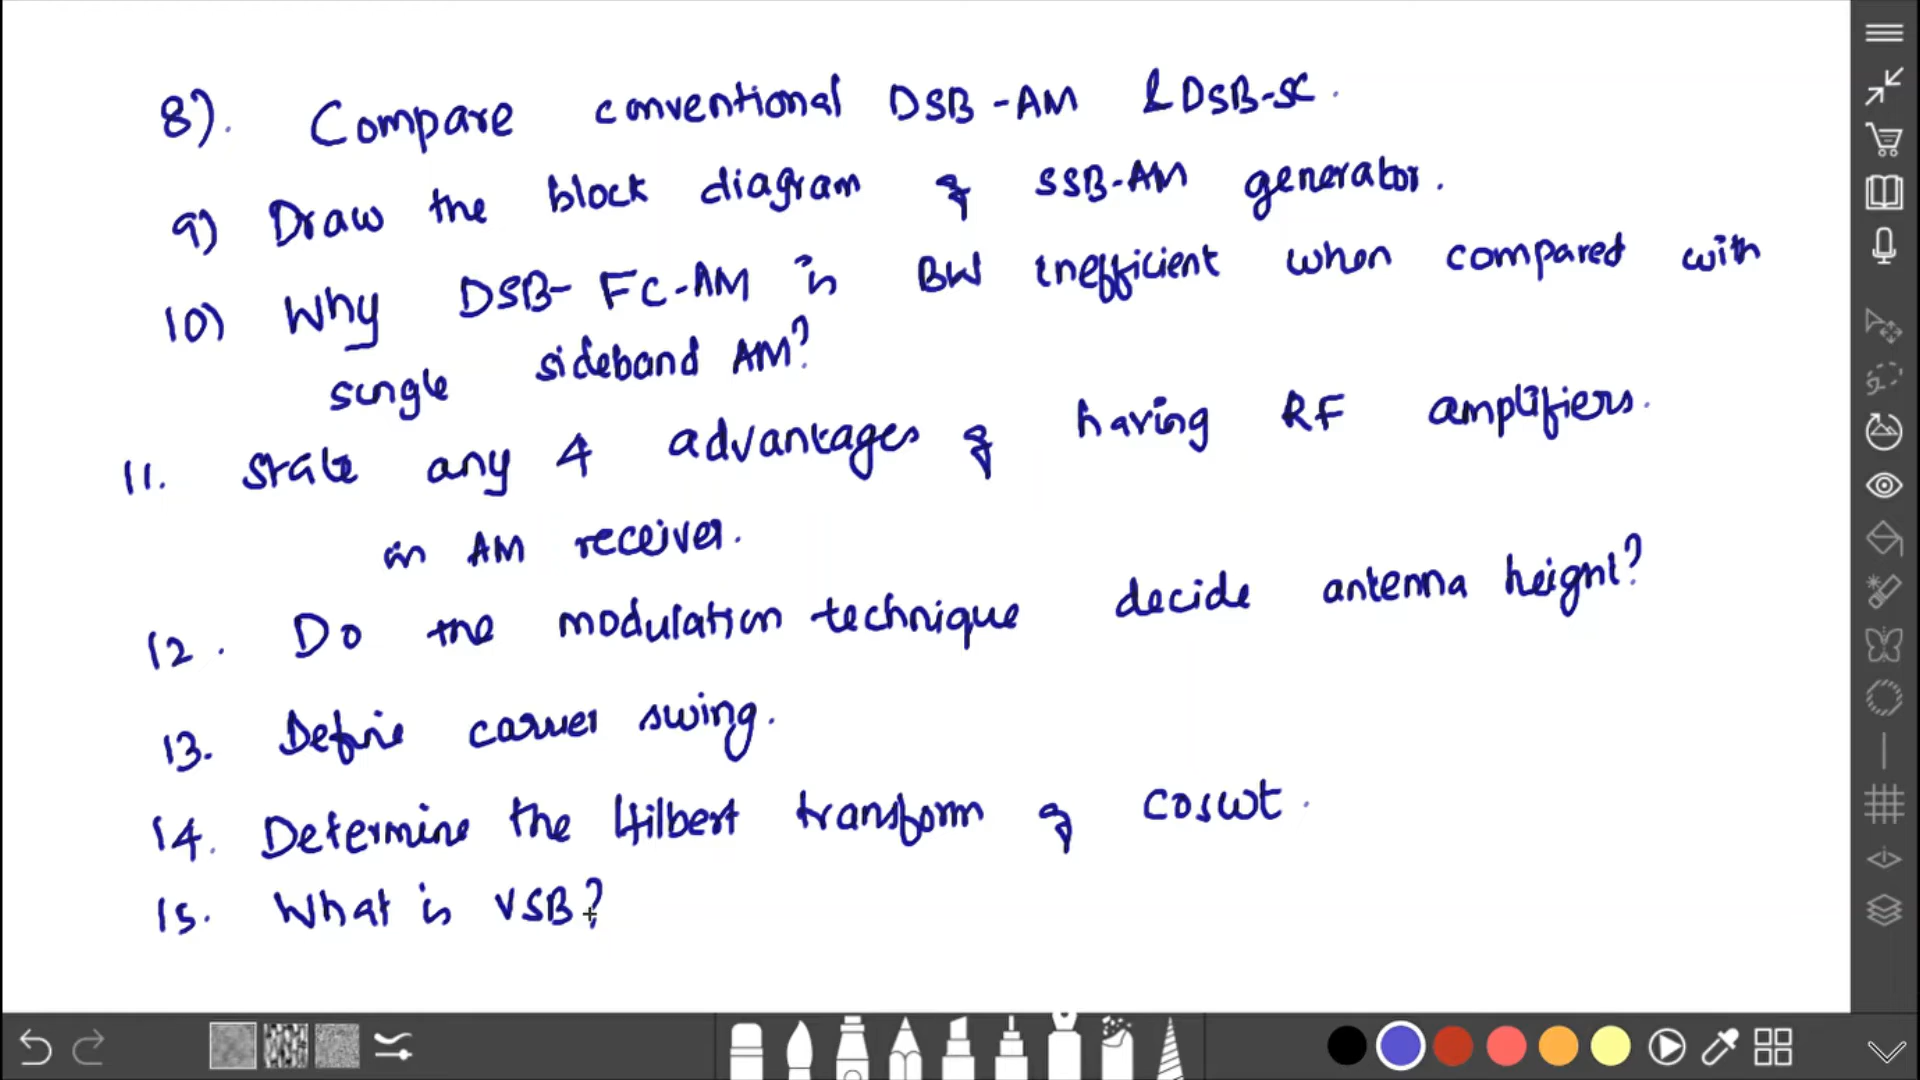 8). Compare conventional DSB-AM & DSB-SC.
9) Draw the block diagram of SSB-AM generator.
10) Why DSB-FC-AM is BW inefficient when compared with
single sideband AM?
11. State any 4 advantages of having RF amplifiers.
in AM receiver.
12. Do the modulation technique decide antenna height?
13. Define carrier swing.
14. Determine the Hilbert transform of coswt.
15. What is VSB?